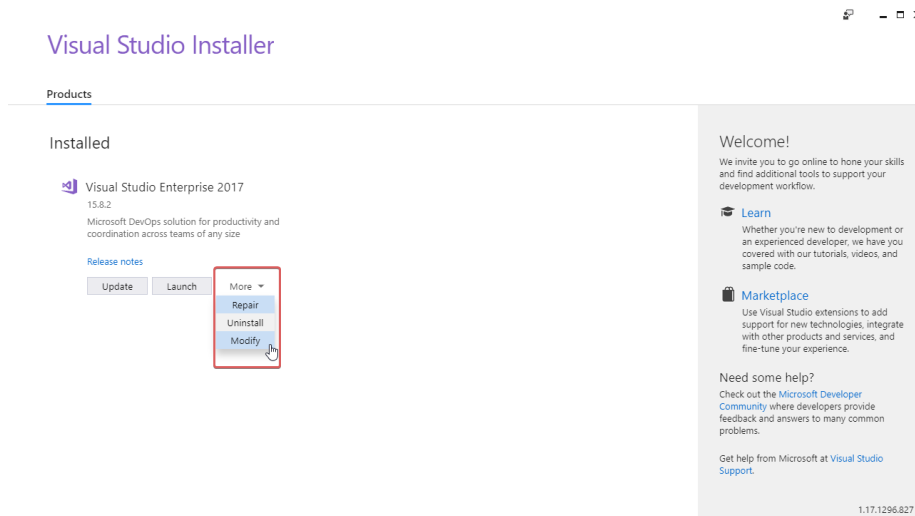 Visual Studio Installer
Products
Installed
Visual Studio Enterprise 2017
15.8.2
Microsoft DevOps solution for productivity and
coordination across teams of any size
Release notes
Update
Launch
More
Repair
Uninstall
Modify
Welcome!
We invite you to go online to hone your skills
and find additional tools to support your
development workflow.
Learn
Whether you're new to development or
an experienced developer, we have you
covered with our tutorials, videos, and
sample code.
Marketplace
Use Visual Studio extensions to add
support for new technologies, integrate
with other products and services, and
fine-tune your experience.
Need some help?
Check out the Microsoft Developer
Community where developers provide
feedback and answers to many common
problems.
Get help from Microsoft at Visual Studio
Support.
1.17.1296.827